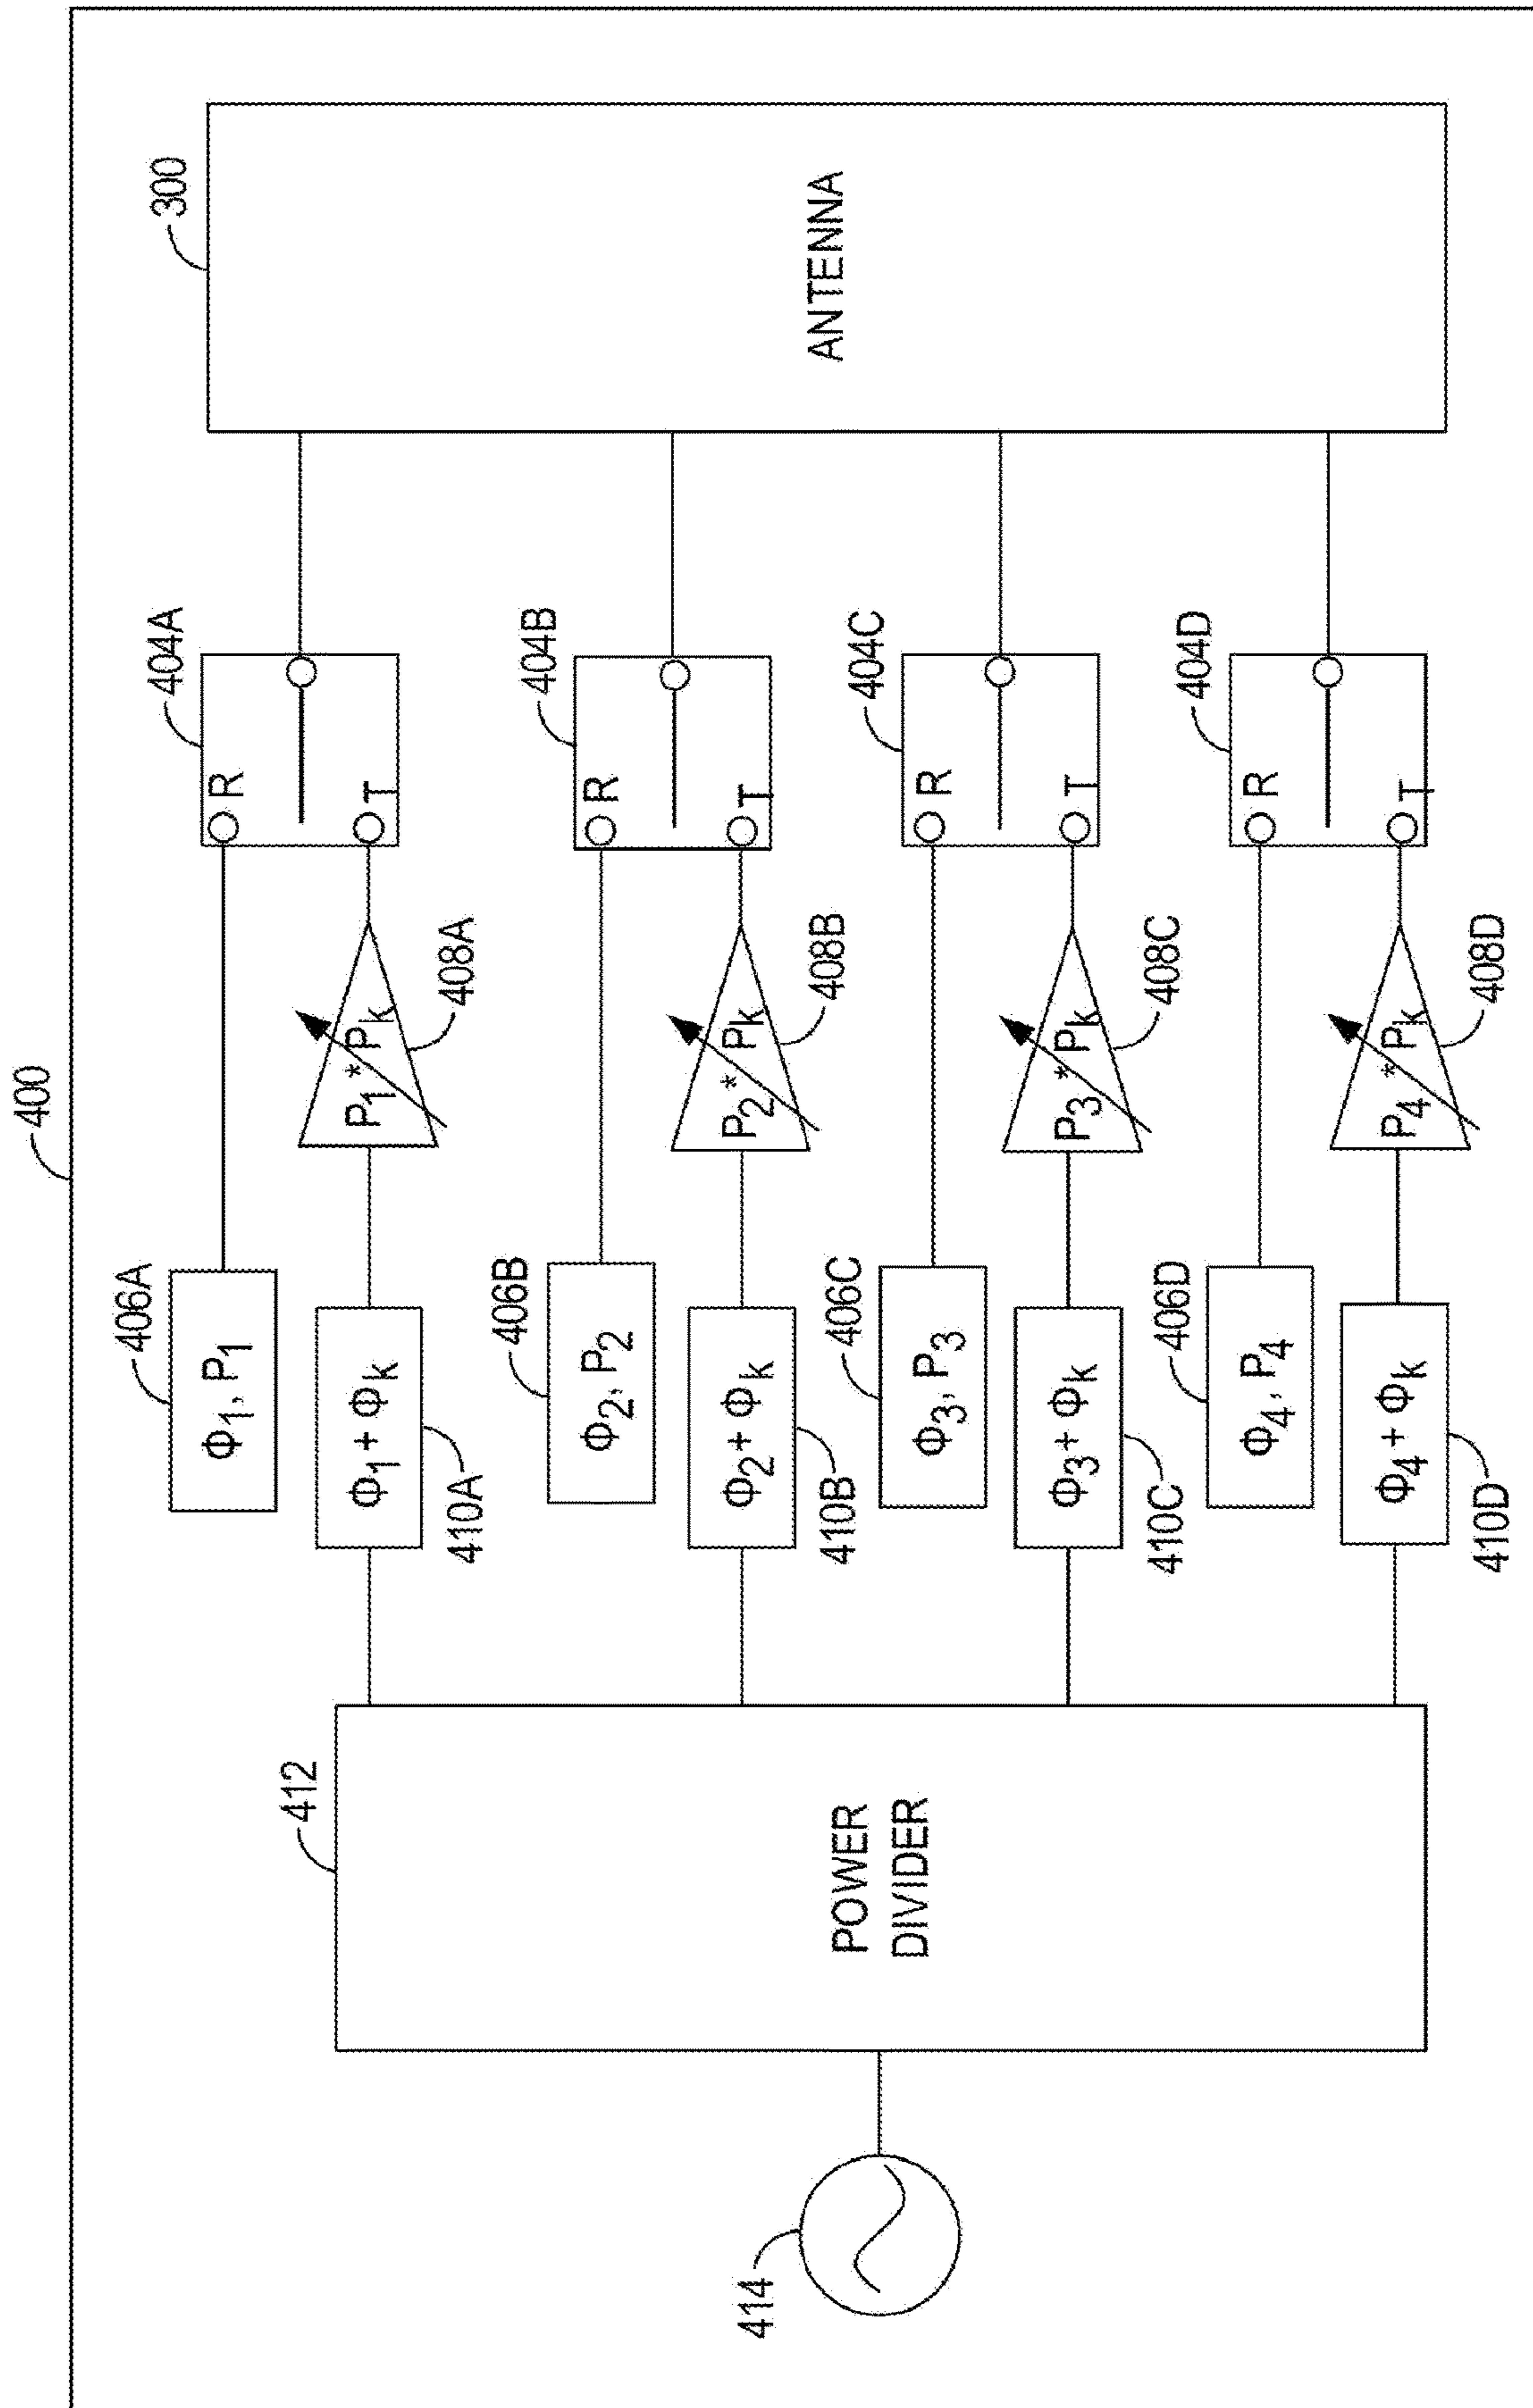 400
300
ANTENNA
404A
R
T
404B
R
T
404C
R
T
404D
R
T
406A
Φ1, P1
P1* Pk
408A
Φ1 + Φk
410A
406B
Φ2, P2
P2* Pk
408B
Φ2 + Φk
410B
406C
Φ3, P3
P3* Pk
408C
Φ3 + Φk
410C
406D
Φ4, P4
P4* Pk
408D
Φ4 + Φk
410D
412
POWER
DIVIDER
414